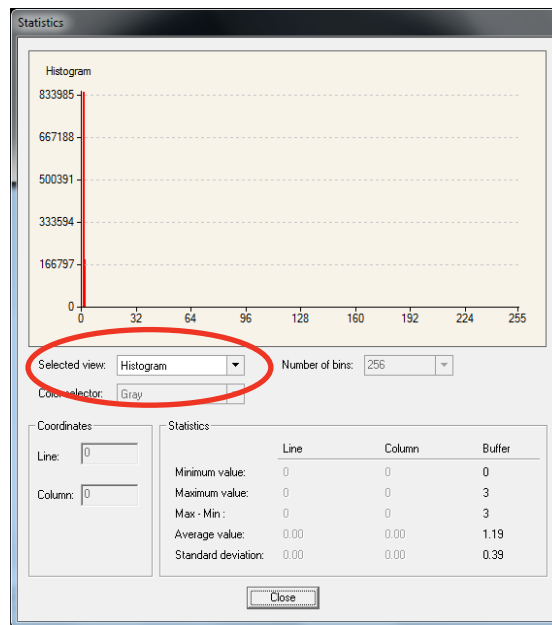 Statistics
Histogram
833985
667188
500391
333594
166797
0
0 32 64 96 128 160 192 224 255
Selected view: Histogram Number of bins: 256
Color selector: Gray
Coordinates
Line: 0
Column: 0
Statistics
Line Column Buffer
Minimum value: 0 0 0
Maximum value: 0 0 3
Max - Min : 0 0 3
Average value: 0.00 0.00 1.19
Standard deviation: 0.00 0.00 0.39
Close